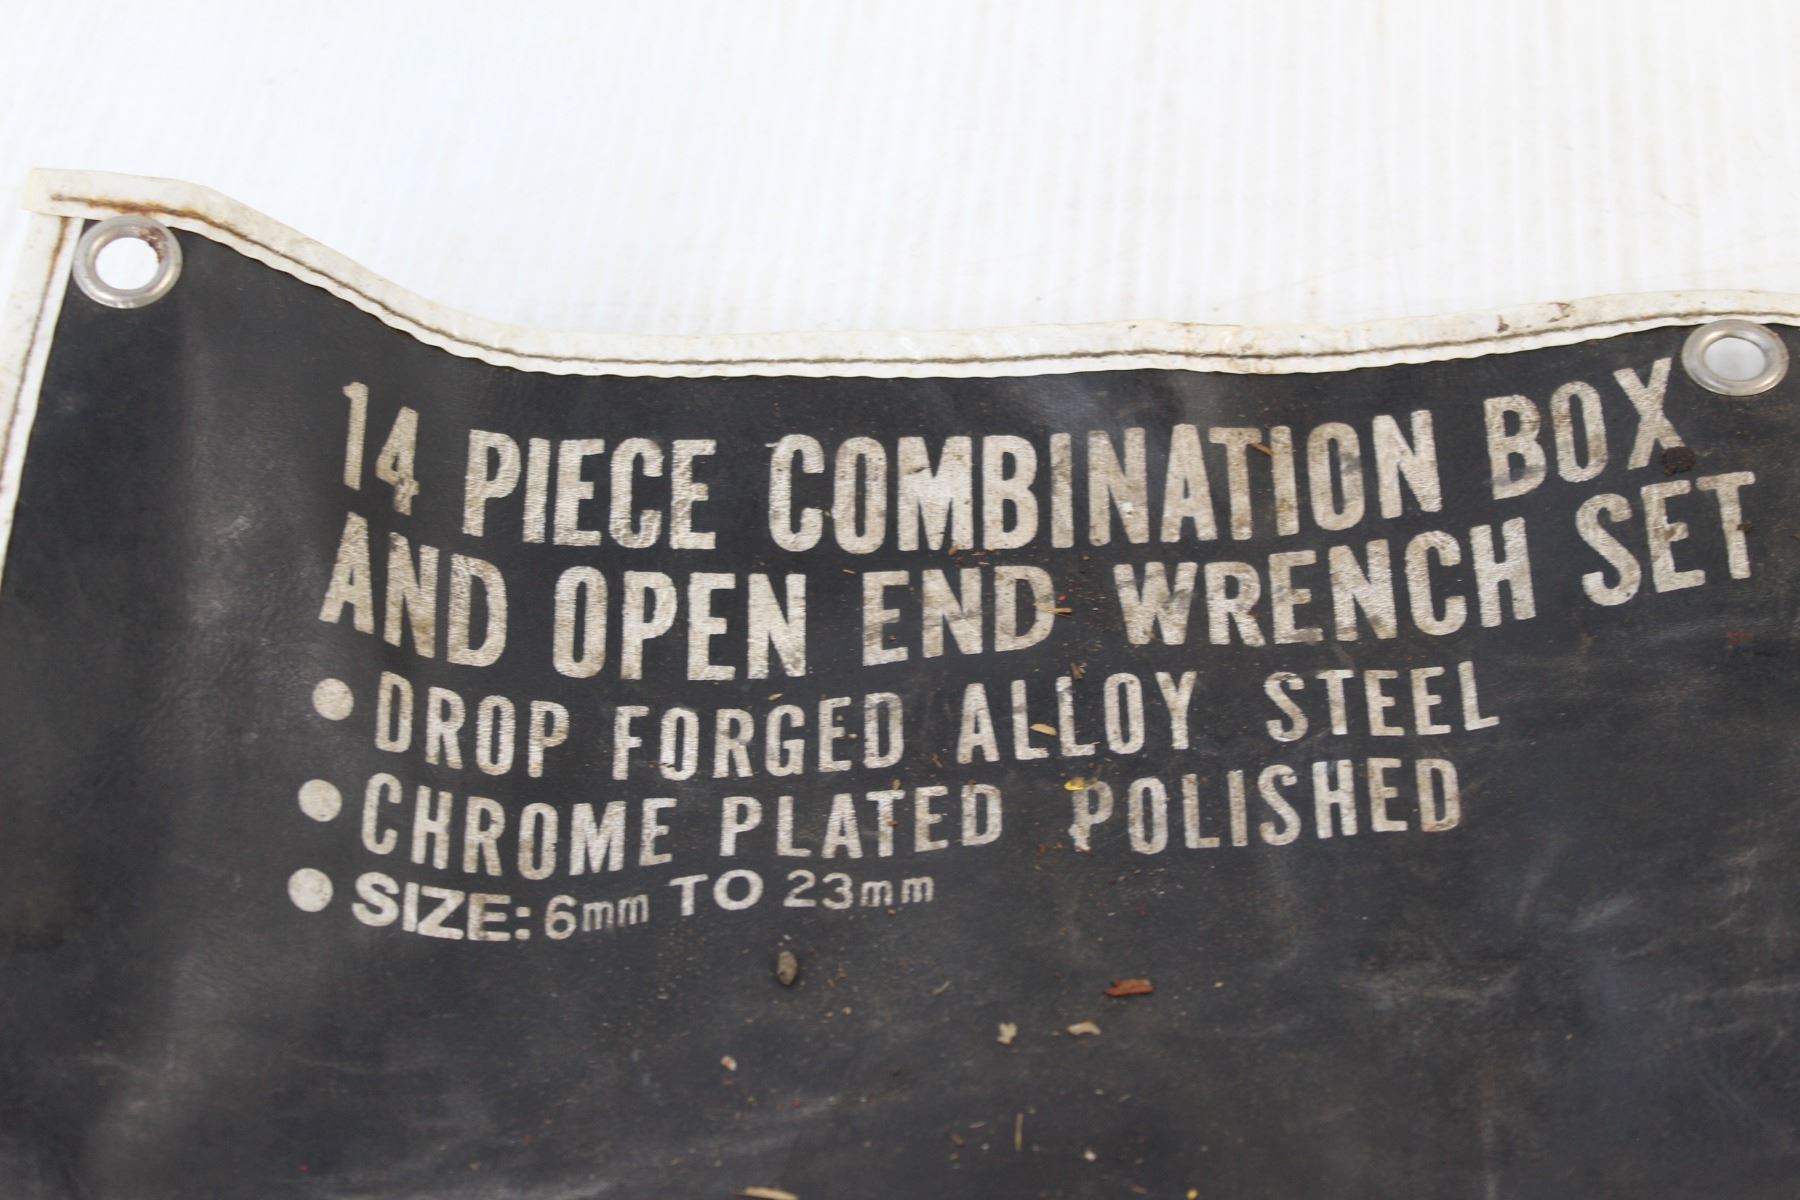 14 PIECE COMBINATION BOX
AND OPEN END WRENCH SET
● DROP FORGED ALLOY STEEL
● CHROME PLATED POLISHED
● SIZE: 6mm TO 23mm